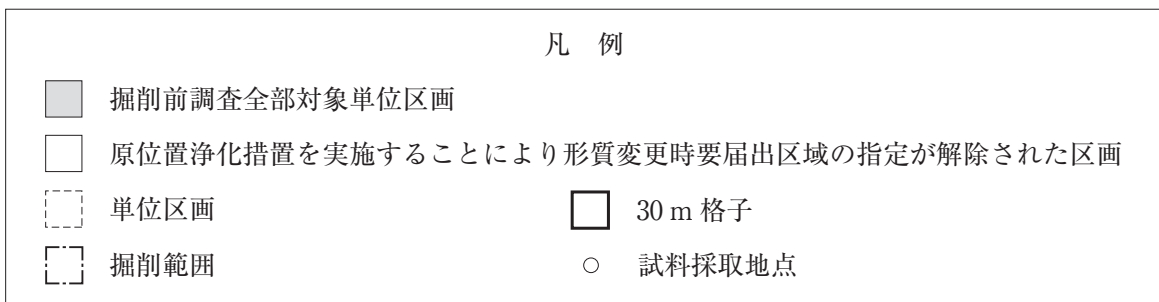 凡 例
掘削前調査全部対象単位区画
原位置浄化措置を実施することにより形質変更時要届出区域の指定が解除された区画
単位区画
30 m 格子
掘削範囲
試料採取地点